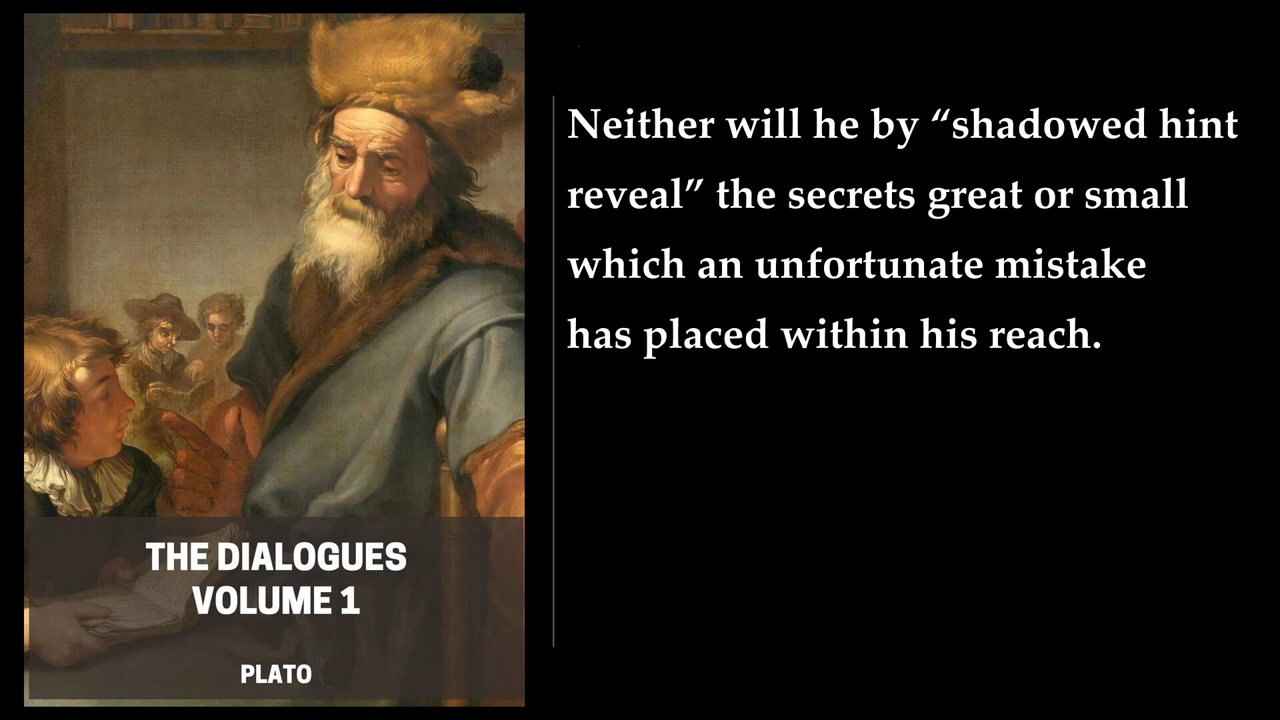 THE DIALOGUES
VOLUME 1
PLATO
Neither will he by “shadowed hint
reveal” the secrets great or small
which an unfortunate mistake
has placed within his reach.